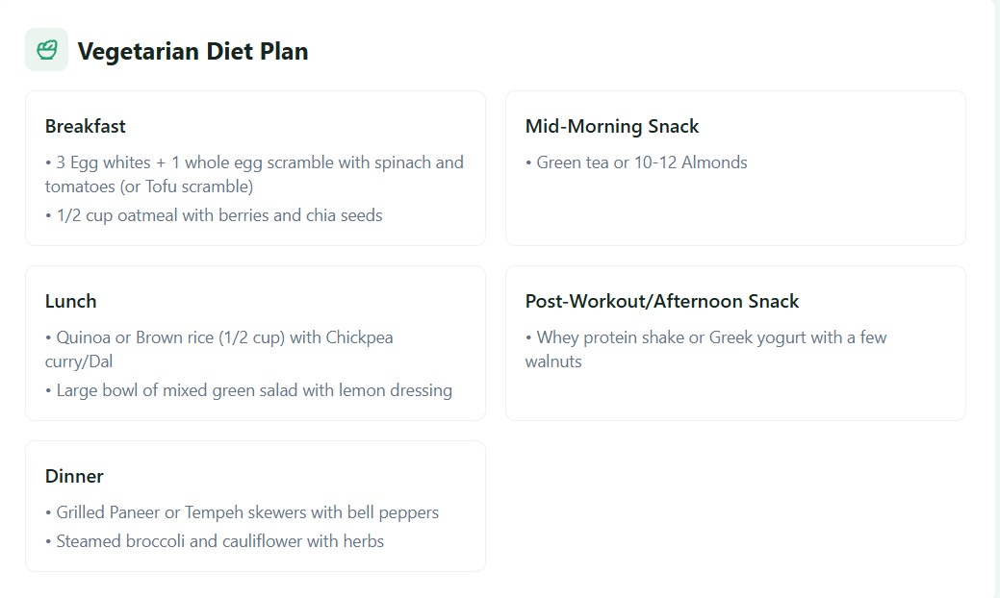 Vegetarian Diet Plan
Breakfast
• 3 Egg whites + 1 whole egg scramble with spinach and
tomatoes (or Tofu scramble)
• 1/2 cup oatmeal with berries and chia seeds
Mid-Morning Snack
• Green tea or 10-12 Almonds
Lunch
• Quinoa or Brown rice (1/2 cup) with Chickpea
curry/Dal
• Large bowl of mixed green salad with lemon dressing
Post-Workout/Afternoon Snack
• Whey protein shake or Greek yogurt with a few
walnuts
Dinner
• Grilled Paneer or Tempeh skewers with bell peppers
• Steamed broccoli and cauliflower with herbs